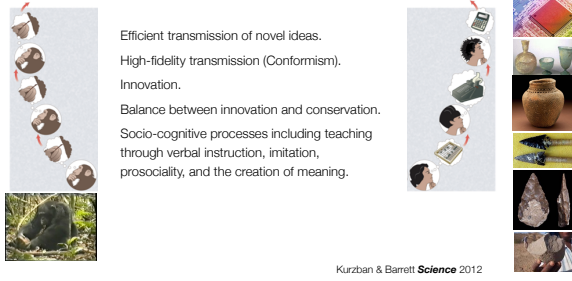 Efficient transmission of novel ideas.
High-fidelity transmission (Conformism).
Innovation.
Balance between innovation and conservation.
Socio-cognitive processes including teaching
through verbal instruction, imitation,
prosociality, and the creation of meaning.
Kurzban & Barrett Science 2012